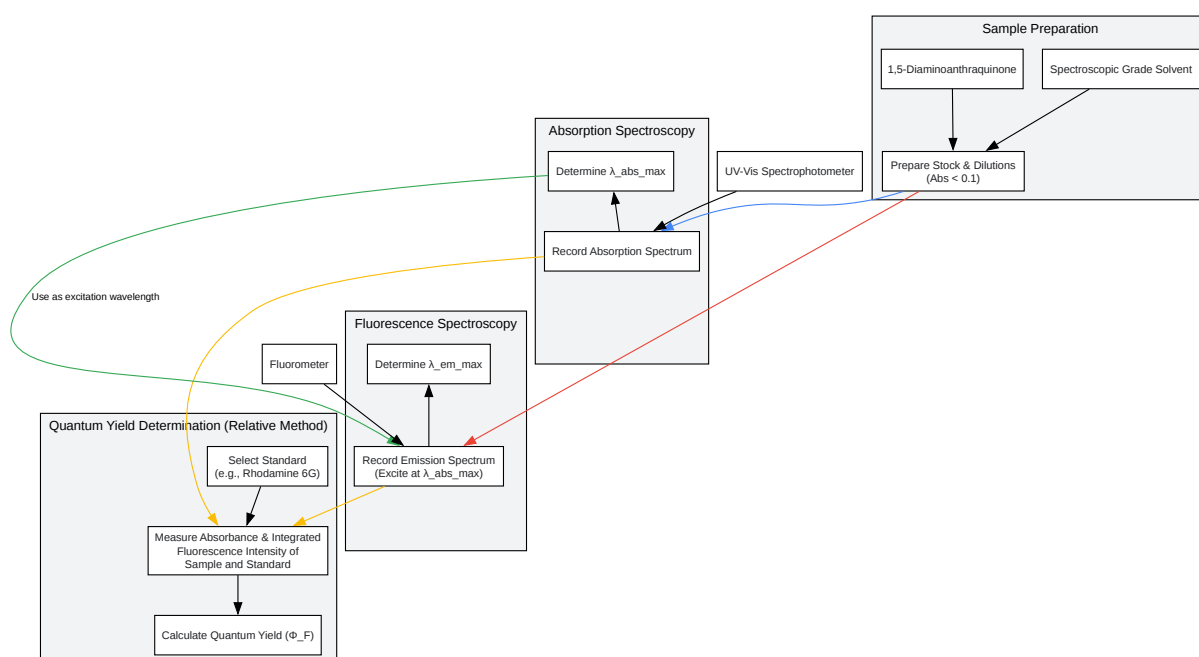 Sample Preparation
1,5-Diaminoanthraquinone
Spectroscopic Grade Solvent
Prepare Stock & Dilutions
(Abs < 0.1)
Absorption Spectroscopy
Determine λ_abs_max
UV-Vis Spectrophotometer
Record Absorption Spectrum
Use as excitation wavelength
Fluorescence Spectroscopy
Fluorometer
Determine λ_em_max
Record Emission Spectrum
(Excite at λ_abs_max)
Quantum Yield Determination (Relative Method)
Select Standard
(e.g., Rhodamine 6G)
Measure Absorbance & Integrated
Fluorescence Intensity of
Sample and Standard
Calculate Quantum Yield (Φ_F)